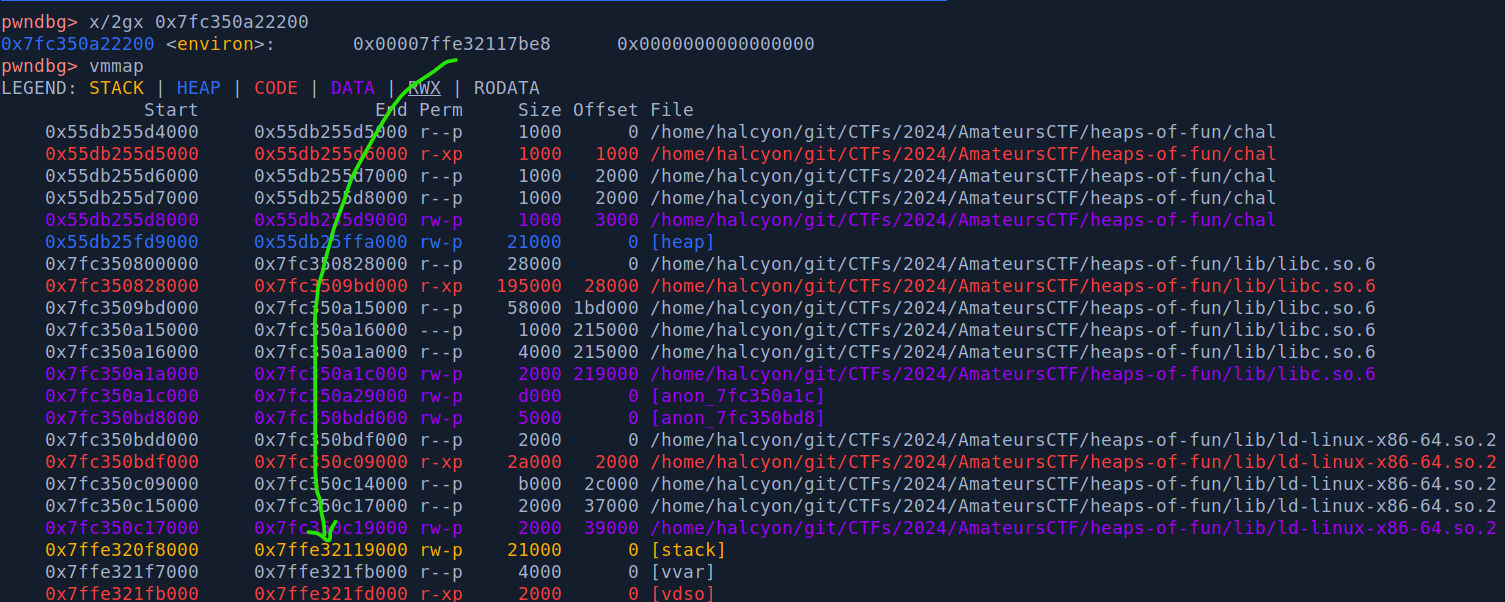 pwndbg> x/2gx 0x7fc350a22200
0x7fc350a22200 <environ>: 0x00007ffe32117be8 0x0000000000000000
pwndbg> vmmap
LEGEND: STACK | HEAP | CODE | DATA | RWX | RODATA
Start End Perm Size Offset File
0x55db255d4000 0x55db255d5000 r--p 1000 0 /home/halcyon/git/CTFs/2024/AmateursCTF/heaps-of-fun/chal
0x55db255d5000 0x55db255d6000 r-xp 1000 1000 /home/halcyon/git/CTFs/2024/AmateursCTF/heaps-of-fun/chal
0x55db255d6000 0x55db255d7000 r--p 1000 2000 /home/halcyon/git/CTFs/2024/AmateursCTF/heaps-of-fun/chal
0x55db255d7000 0x55db255d8000 r--p 1000 2000 /home/halcyon/git/CTFs/2024/AmateursCTF/heaps-of-fun/chal
0x55db255d8000 0x55db255d9000 rw-p 1000 3000 /home/halcyon/git/CTFs/2024/AmateursCTF/heaps-of-fun/chal
0x55db25fd9000 0x55db25ffa000 rw-p 21000 0 [heap]
0x7fc350800000 0x7fc350828000 r--p 28000 0 /home/halcyon/git/CTFs/2024/AmateursCTF/heaps-of-fun/lib/libc.so.6
0x7fc350828000 0x7fc3509bd000 r-xp 195000 28000 /home/halcyon/git/CTFs/2024/AmateursCTF/heaps-of-fun/lib/libc.so.6
0x7fc3509bd000 0x7fc350a15000 r--p 58000 1bd000 /home/halcyon/git/CTFs/2024/AmateursCTF/heaps-of-fun/lib/libc.so.6
0x7fc350a15000 0x7fc350a16000 ---p 1000 215000 /home/halcyon/git/CTFs/2024/AmateursCTF/heaps-of-fun/lib/libc.so.6
0x7fc350a16000 0x7fc350a1a000 r--p 4000 215000 /home/halcyon/git/CTFs/2024/AmateursCTF/heaps-of-fun/lib/libc.so.6
0x7fc350a1a000 0x7fc350a1c000 rw-p 2000 219000 /home/halcyon/git/CTFs/2024/AmateursCTF/heaps-of-fun/lib/libc.so.6
0x7fc350a1c000 0x7fc350a29000 rw-p d000 0 [anon_7fc350a1c]
0x7fc350bd8000 0x7fc350bdd000 rw-p 5000 0 [anon_7fc350bd8]
0x7fc350bdd000 0x7fc350bdf000 r--p 2000 0 /home/halcyon/git/CTFs/2024/AmateursCTF/heaps-of-fun/lib/ld-linux-x86-64.so.2
0x7fc350bdf000 0x7fc350c09000 r-xp 2a000 2000 /home/halcyon/git/CTFs/2024/AmateursCTF/heaps-of-fun/lib/ld-linux-x86-64.so.2
0x7fc350c09000 0x7fc350c14000 r--p b000 2c000 /home/halcyon/git/CTFs/2024/AmateursCTF/heaps-of-fun/lib/ld-linux-x86-64.so.2
0x7fc350c15000 0x7fc350c17000 r--p 2000 37000 /home/halcyon/git/CTFs/2024/AmateursCTF/heaps-of-fun/lib/ld-linux-x86-64.so.2
0x7fc350c17000 0x7fc350c19000 rw-p 2000 39000 /home/halcyon/git/CTFs/2024/AmateursCTF/heaps-of-fun/lib/ld-linux-x86-64.so.2
0x7ffe320f8000 0x7ffe32119000 rw-p 21000 0 [stack]
0x7ffe321f7000 0x7ffe321fb000 r--p 4000 0 [vvar]
0x7ffe321fb000 0x7ffe321fd000 r-xp 2000 0 [vdso]